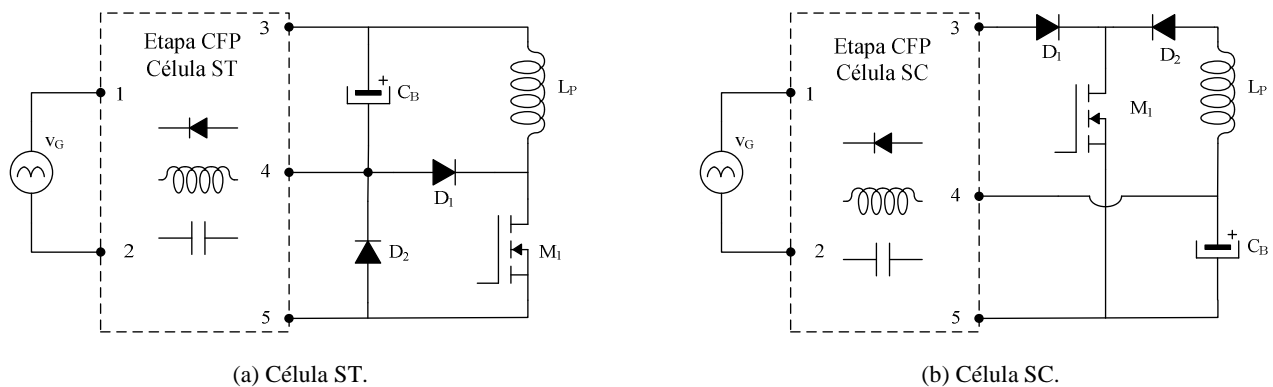 Etapa CFP
Célula ST
1
2
3
4
5
v_G
C_B
+
L_P
D_1
D_2
M_1
(a) Célula ST.
Etapa CFP
Célula SC
1
2
3
4
5
v_G
D_1
D_2
M_1
L_P
+
C_B
(b) Célula SC.